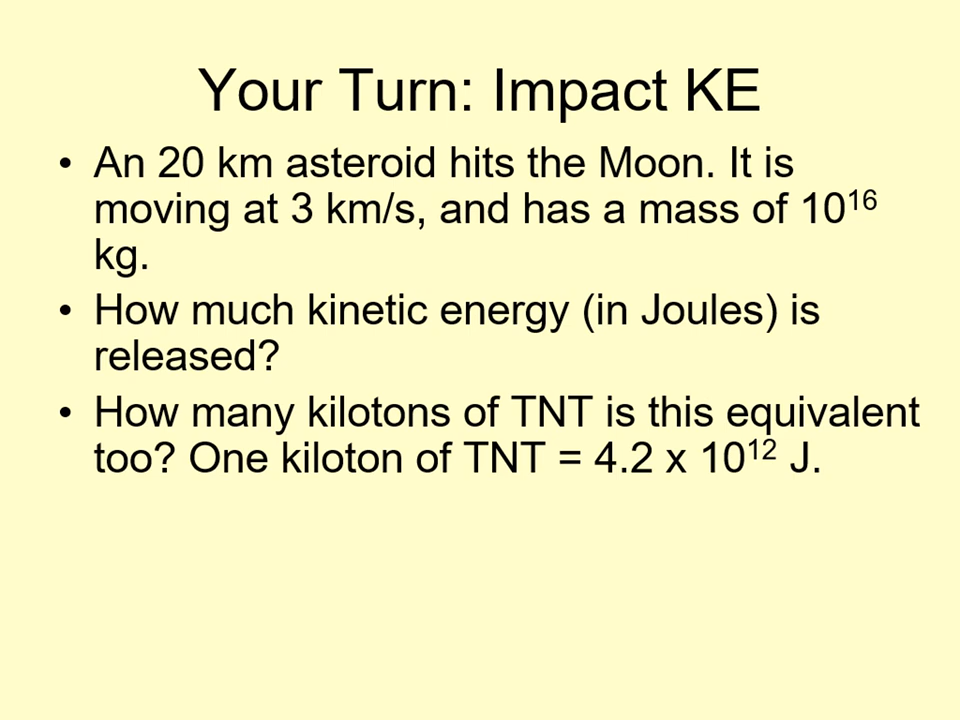 Your Turn: Impact KE
• An 20 km asteroid hits the Moon. It is
moving at 3 km/s, and has a mass of 10¹⁶
kg.
• How much kinetic energy (in Joules) is
released?
• How many kilotons of TNT is this equivalent
too? One kiloton of TNT = 4.2 x 10¹² J.